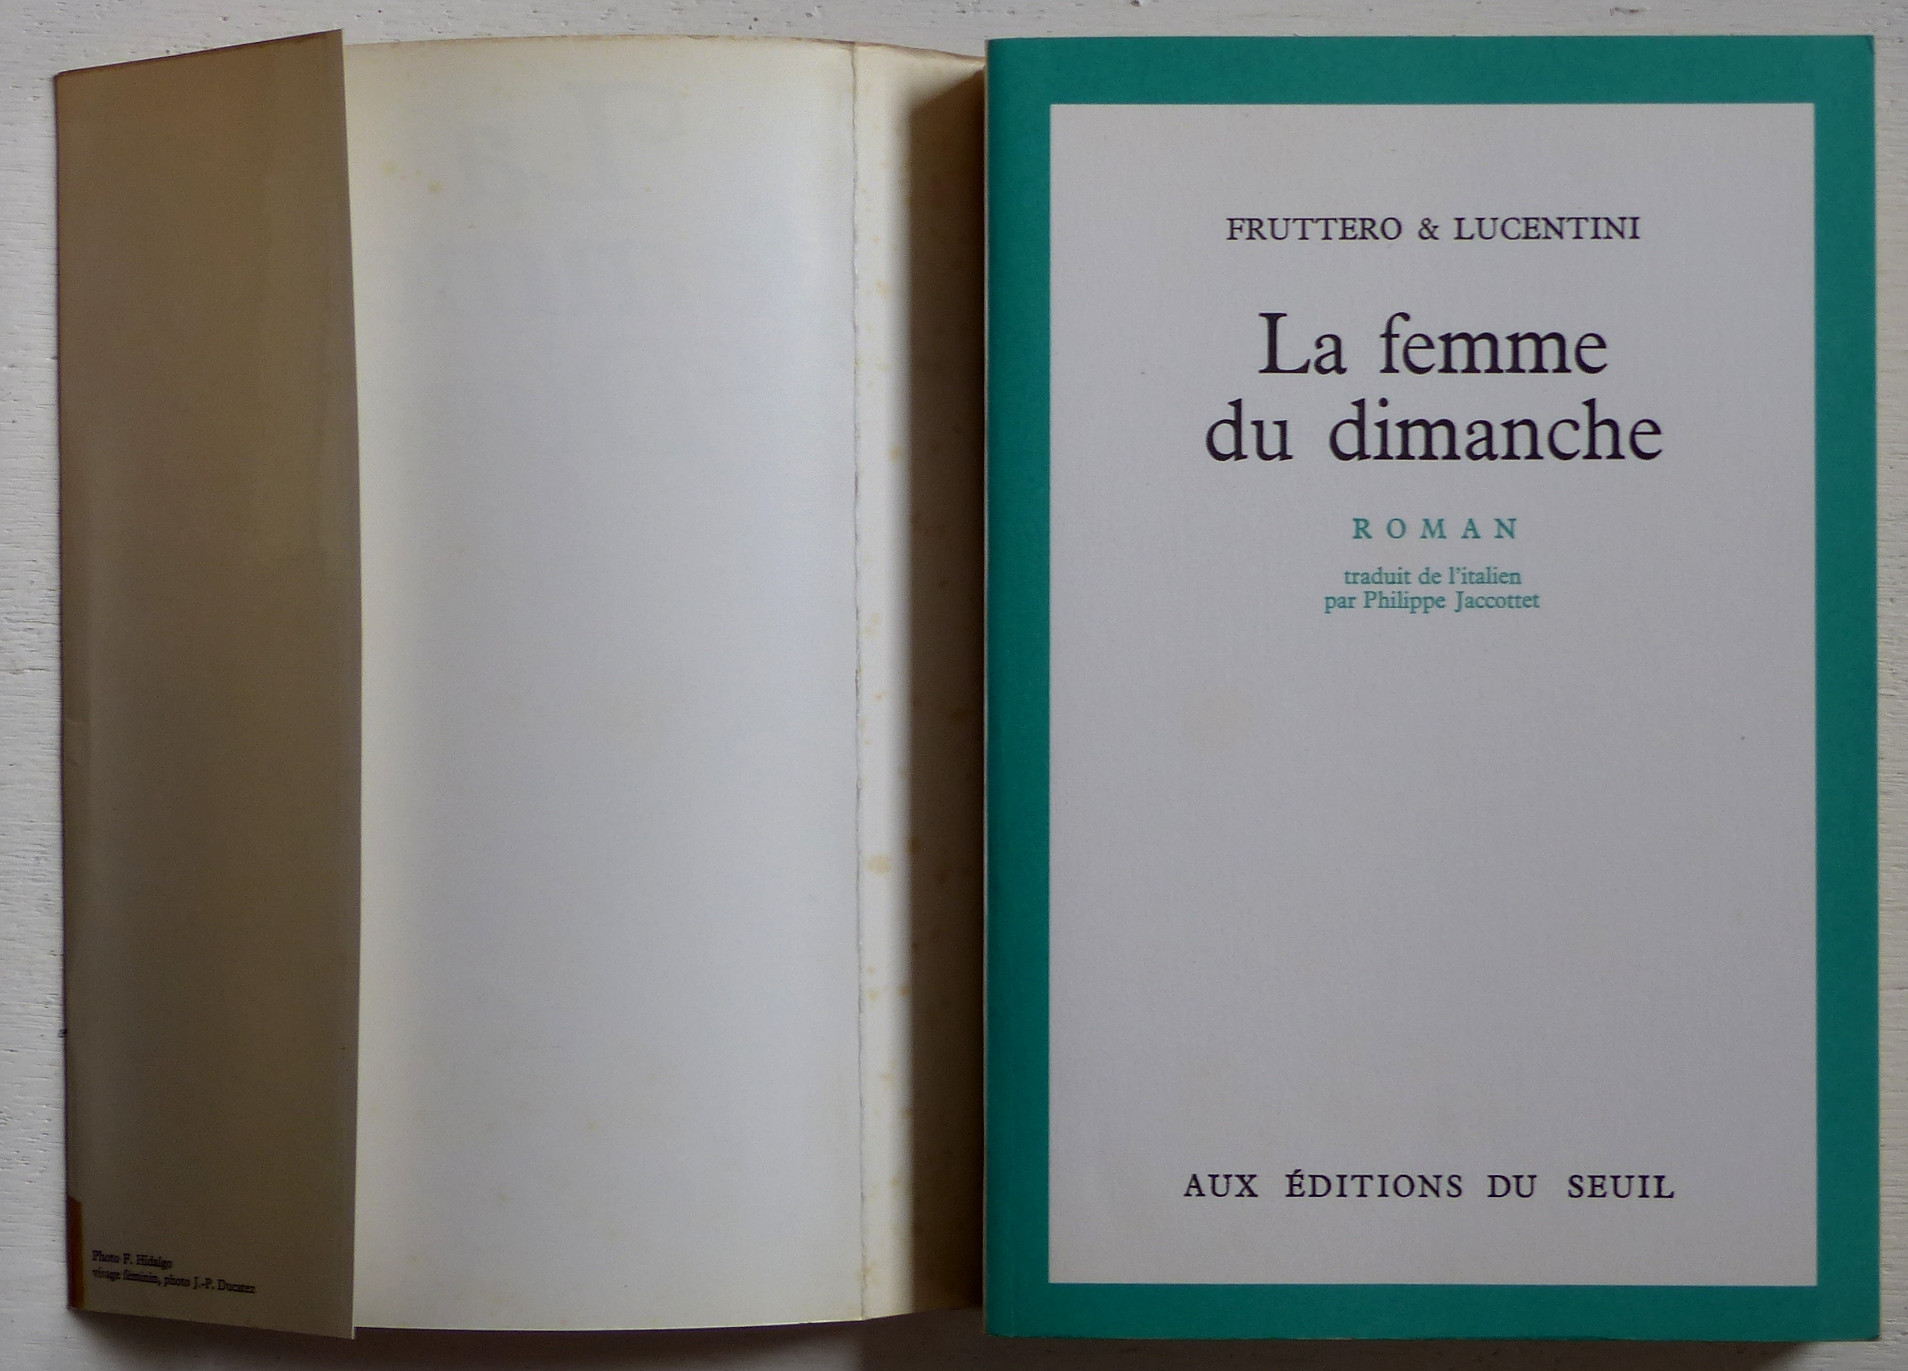 Photo F. Hidalgo
visage féminin, photo J.-P. Ducatez
FRUTTERO & LUCENTINI
La femme
du dimanche
ROMAN
traduit de l'italien
par Philippe Jaccottet
AUX ÉDITIONS DU SEUIL